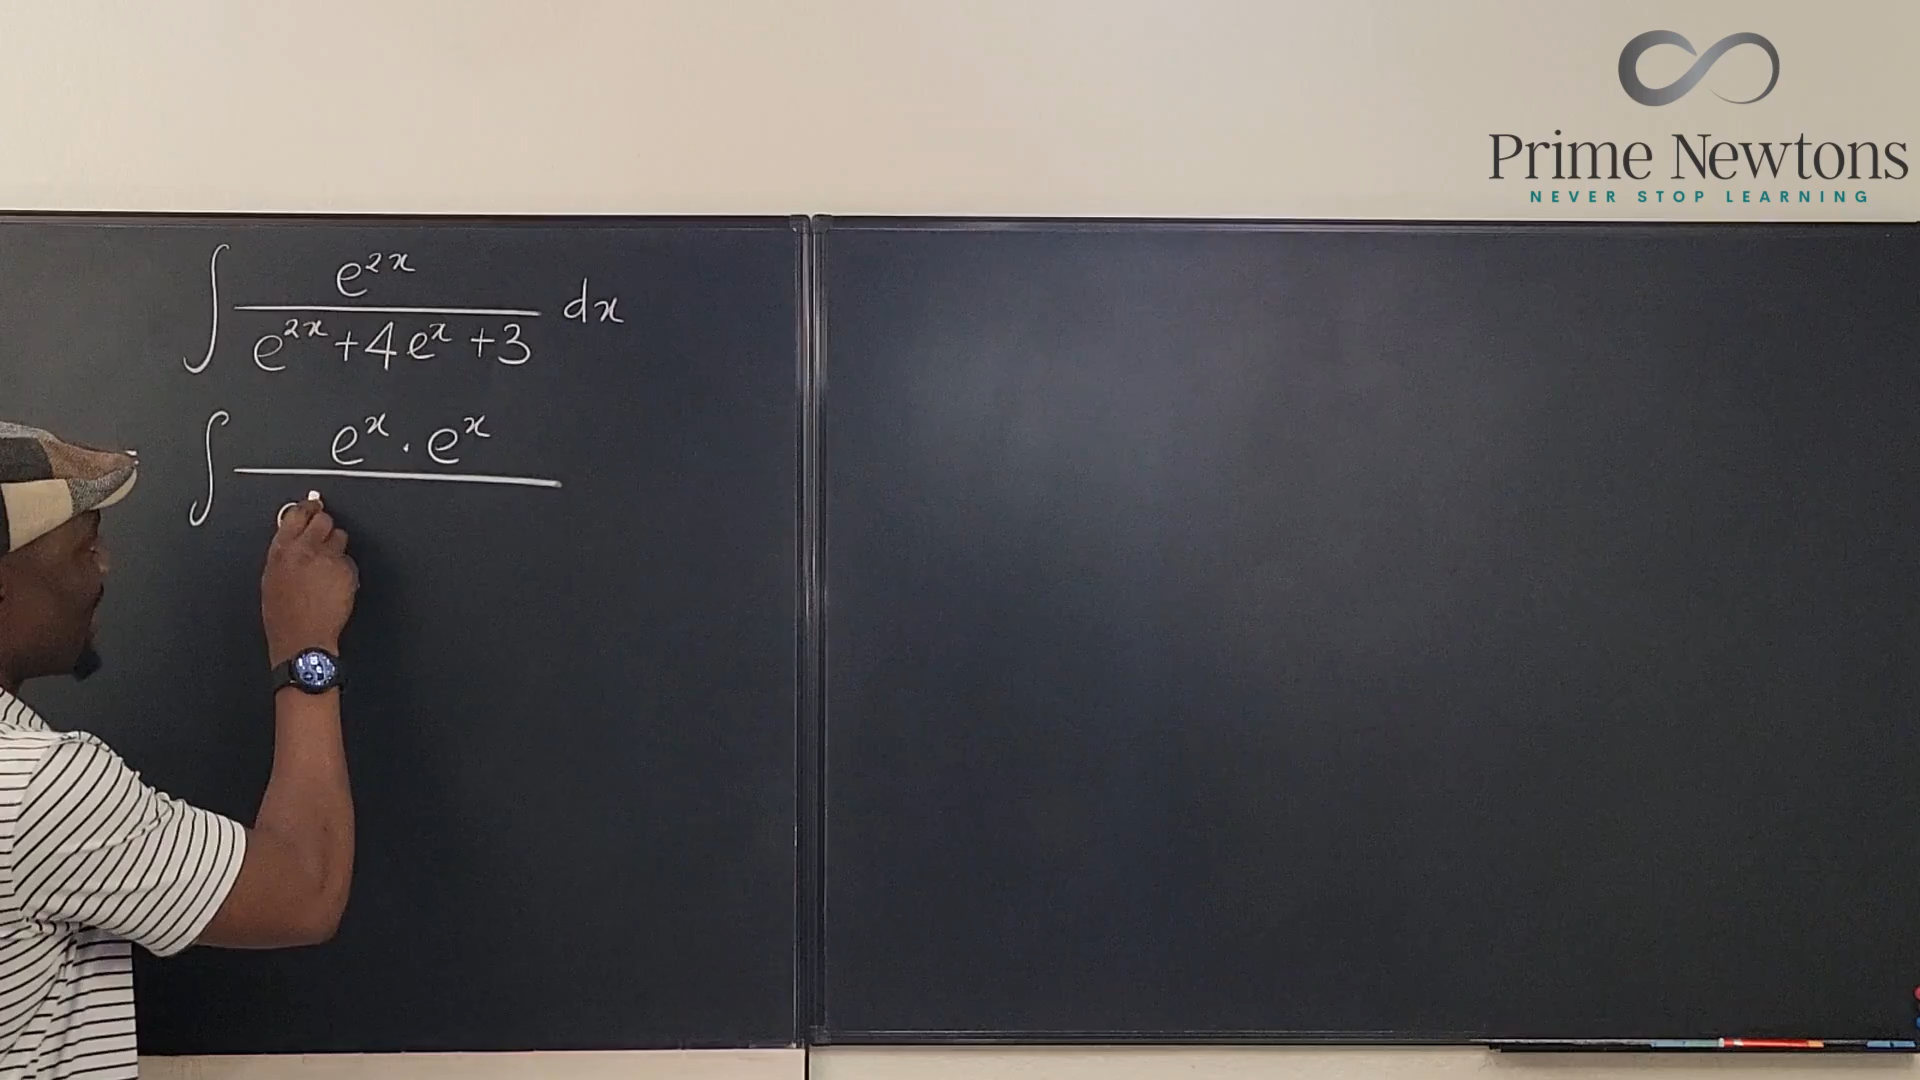 Prime Newtons
NEVER STOP LEARNING
∫ e^{2x} / (e^{2x} + 4e^x + 3) dx
∫ e^x · e^x